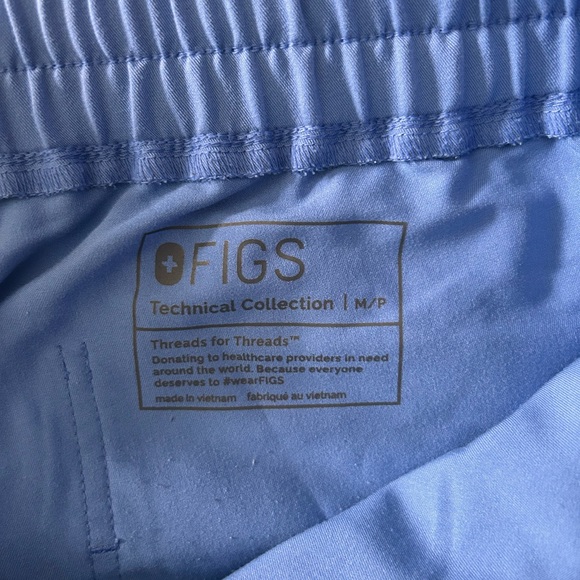 FIGS
Technical Collection | M/P
Threads for Threads™
Donating to healthcare providers in need
around the world. Because everyone
deserves to #wearFIGS
made in vietnam fabriqué au vietnam